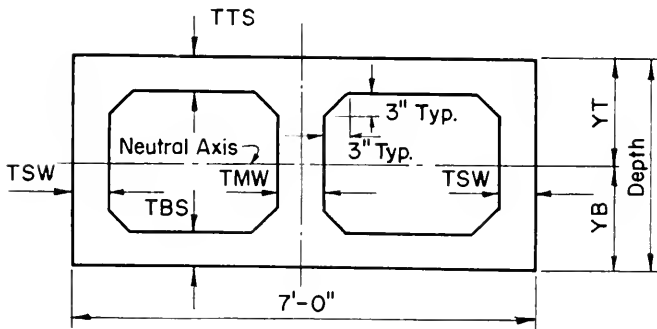 TTS
3" Typ.
3" Typ.
Neutral Axis
TSW
TMW
TSW
TBS
YT
Depth
YB
7'-0"